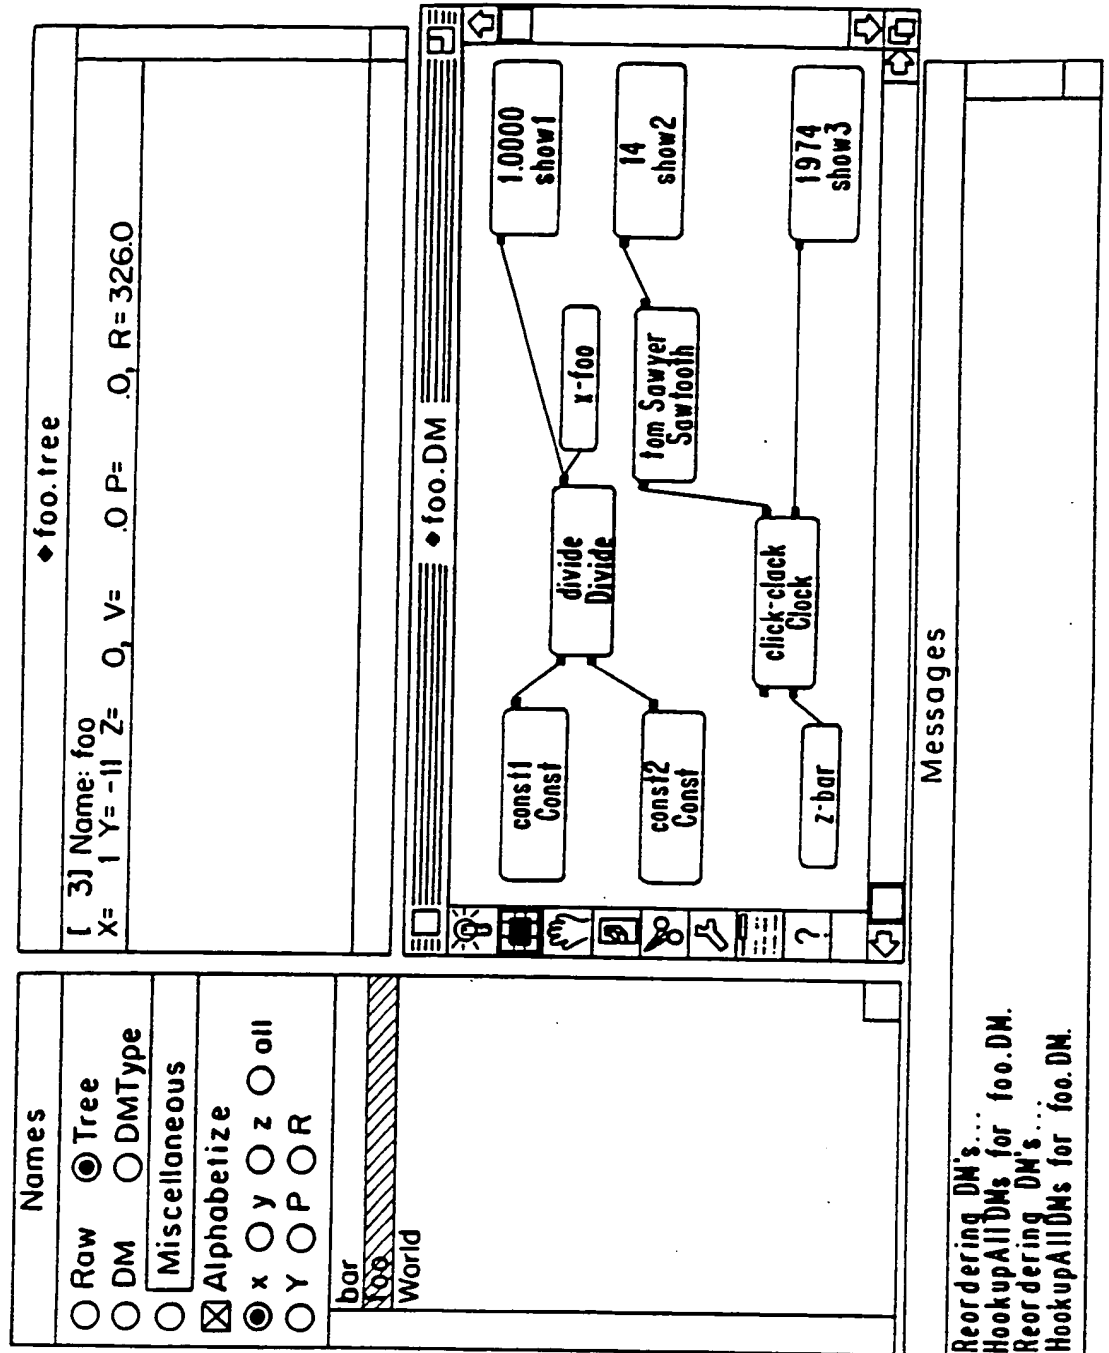 Names
Raw Tree
DM DMType
Miscellaneous
Alphabetize
x y z all
Y P R
bar
foo
World
◆foo.tree
[ 3] Name: foo
X= 1 Y= -11 Z= 0, V= .0 P= .0, R= 326.0
◆foo.DM
?
const1
Const
const2
Const
z-bar
divide
Divide
click-clack
Clock
x-foo
tom Sawyer
Sawtooth
1.0000
show1
14
show2
1974
show3
Messages
Reordering DM's...
HookupAllDMs for foo.DM.
Reordering DM's...
HookupAllDMs for foo.DM.